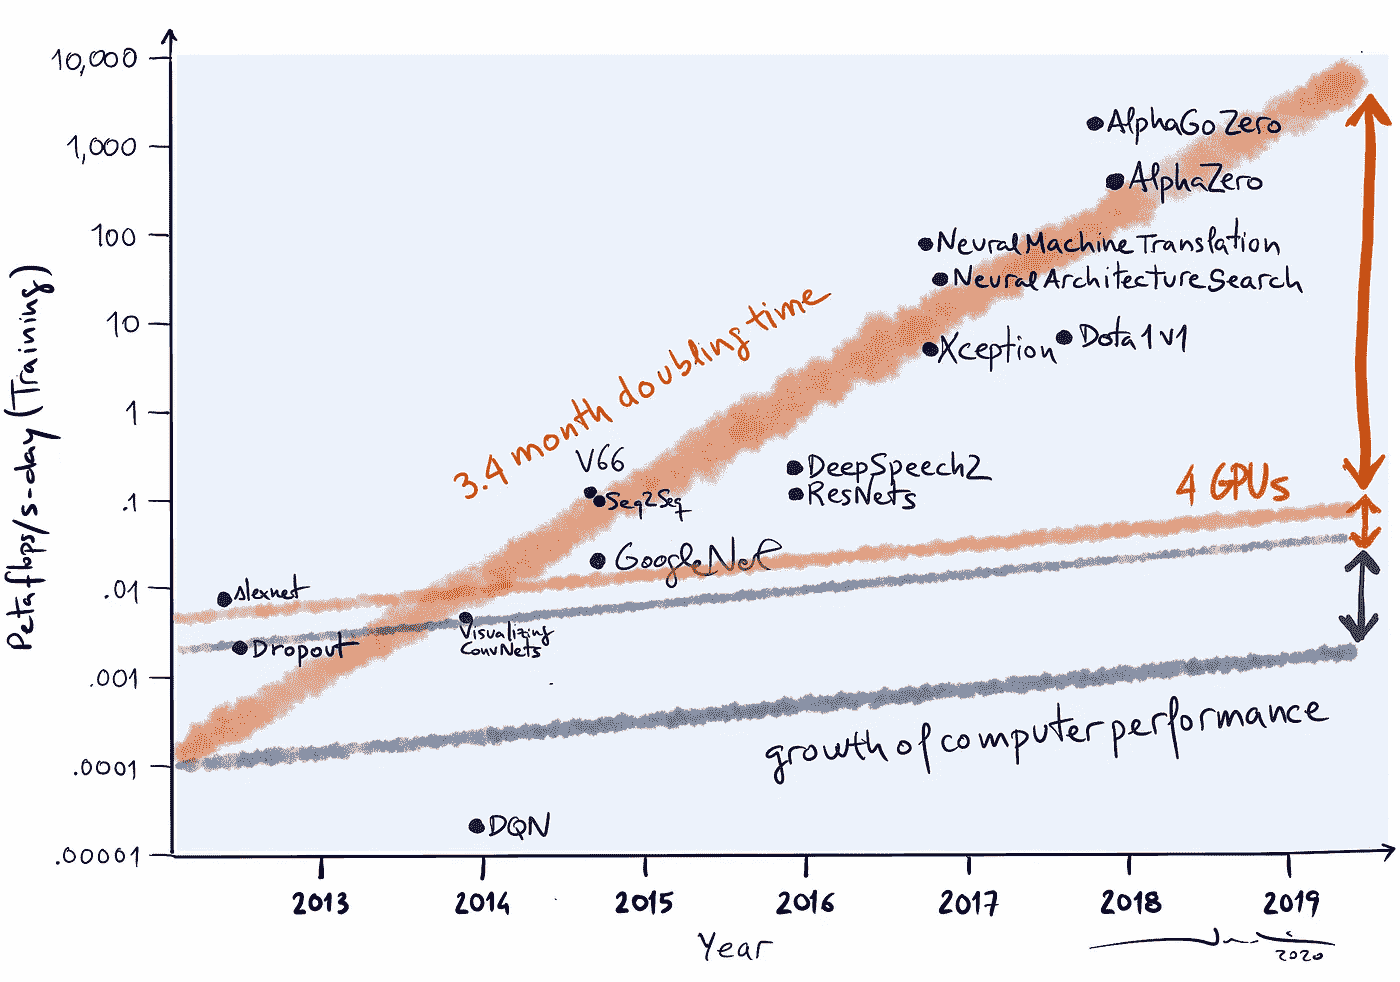 10,000
1,000
100
10
1
.1
.01
.001
.0001
.00001
Petaflops/s-day (Training)
AlphaGo Zero
AlphaZero
Neural Machine Translation
Neural Architecture Search
Xception
Dota 1v1
3.4 month doubling time
VGG
Seq2Seq
DeepSpeech2
ResNets
4 GPUs
GoogleNet
alexnet
Dropout
Visualizing
ConvNets
growth of computer performance
DQN
2013 2014 2015 2016 2017 2018 2019
Year
2020